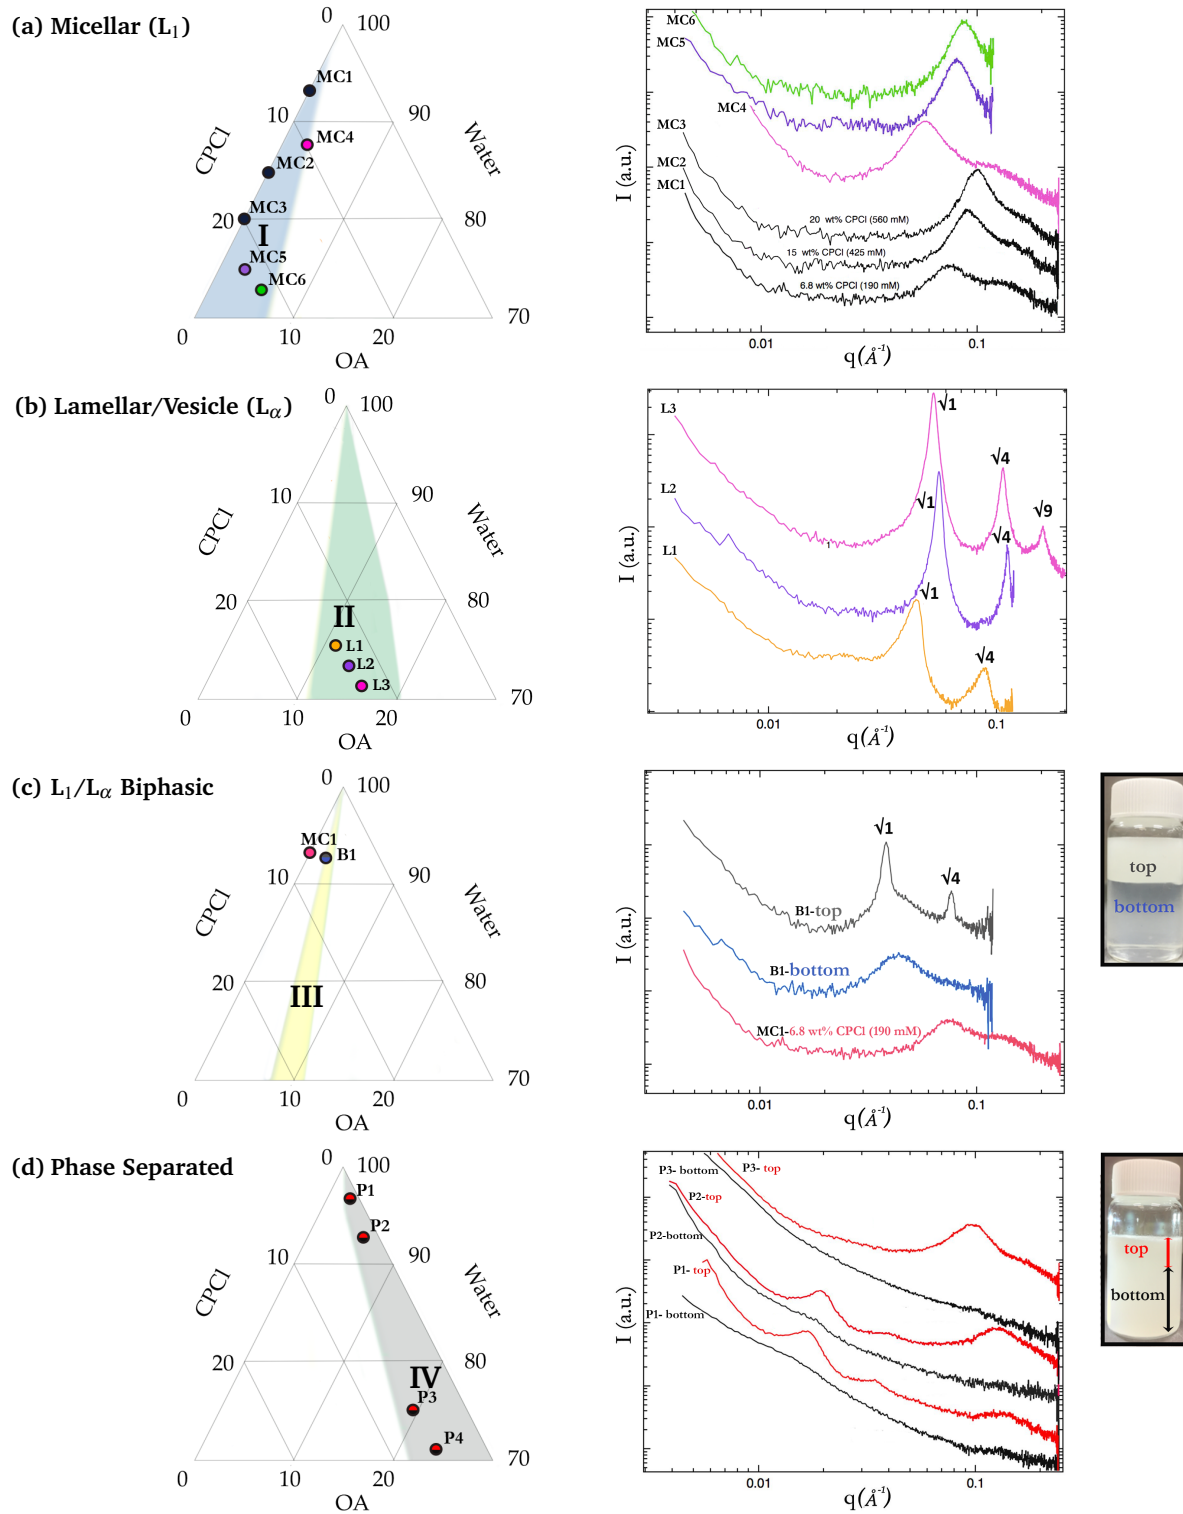 (a) Micellar (L1)
0
100
MC1
10
90
MC4
CPCl
Water
MC2
MC3
20
80
I
MC5
MC6
0
70
10
20
OA
MC6
MC5
MC4
MC3
MC2
MC1
20 wt% CPCl (560 mM)
15 wt% CPCl (425 mM)
6.8 wt% CPCl (190 mM)
I (a.u.)
0.01
0.1
q(Å-1)
(b) Lamellar/Vesicle (Lα)
0
100
10
90
CPCl
Water
20
80
II
L1
L2
L3
0
70
10
20
OA
L3
√1
√4
L2
√1
√9
√4
L1
√1
√4
I (a.u.)
0.01
0.1
q(Å-1)
(c) L1/Lα Biphasic
0
100
MC1
B1
10
90
CPCl
Water
20
80
III
0
70
10
20
OA
√1
√4
B1-top
B1-bottom
MC1-6.8 wt% CPCl (190 mM)
I (a.u.)
0.01
0.1
q(Å-1)
top
bottom
(d) Phase Separated
0
100
P1
P2
10
90
CPCl
Water
20
80
IV
P3
P4
0
70
10
20
OA
P3- bottom
P3- top
P2-top
P2-bottom
P1- top
P1- bottom
I (a.u.)
0.01
0.1
q(Å-1)
top
bottom